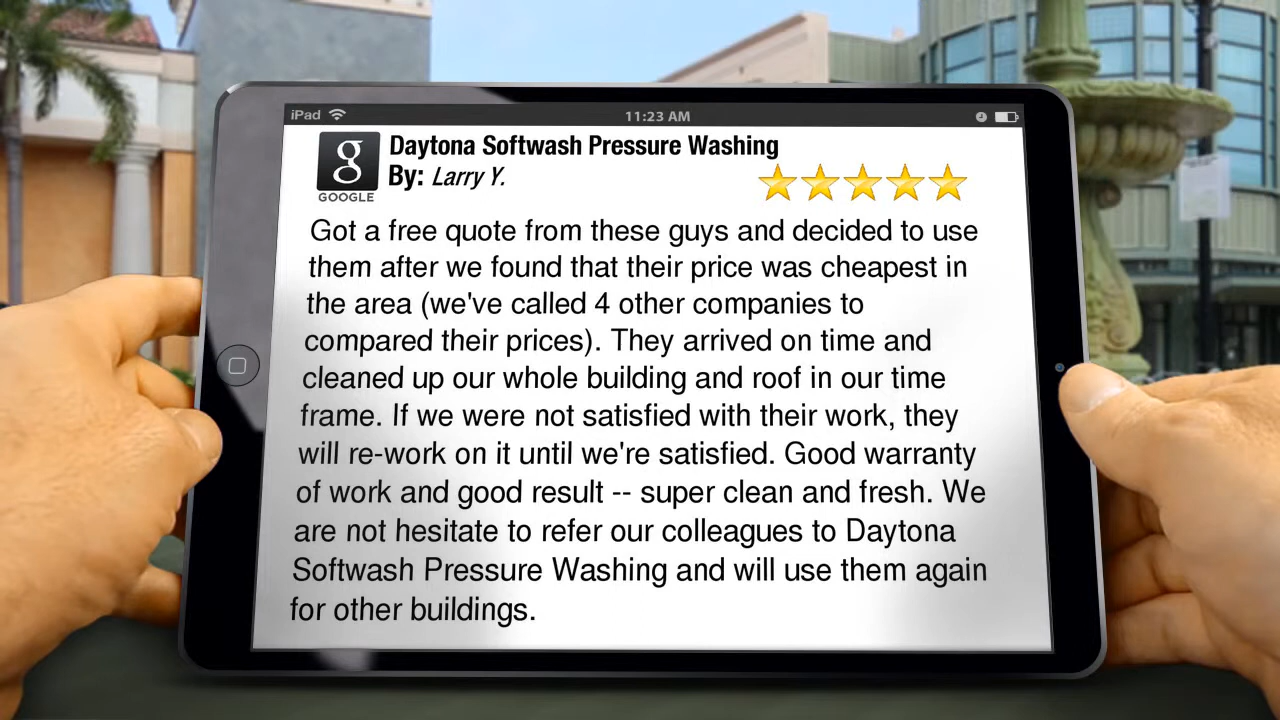 iPad 11:23 AM
g
GOOGLE
Daytona Softwash Pressure Washing
By: Larry Y.
Got a free quote from these guys and decided to use
them after we found that their price was cheapest in
the area (we've called 4 other companies to
compared their prices). They arrived on time and
cleaned up our whole building and roof in our time
frame. If we were not satisfied with their work, they
will re-work on it until we're satisfied. Good warranty
of work and good result -- super clean and fresh. We
are not hesitate to refer our colleagues to Daytona
Softwash Pressure Washing and will use them again
for other buildings.